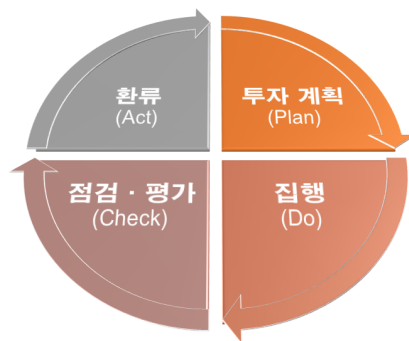 환류
(Act)
투자 계획
(Plan)
점검 · 평가
(Check)
집행
(Do)